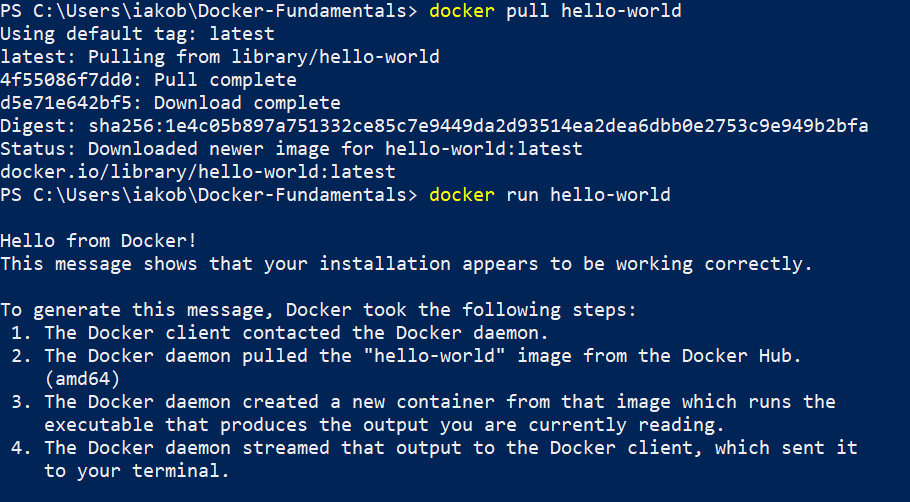 PS C:\Users\iakob\Docker-Fundamentals> docker pull hello-world
Using default tag: latest
latest: Pulling from library/hello-world
4f55086f7dd0: Pull complete
d5e71e642bf5: Download complete
Digest: sha256:1e4c05b897a751332ce85c7e9449da2d93514ea2dea6dbb0e2753c9e949b2bfa
Status: Downloaded newer image for hello-world:latest
docker.io/library/hello-world:latest
PS C:\Users\iakob\Docker-Fundamentals> docker run hello-world

Hello from Docker!
This message shows that your installation appears to be working correctly.

To generate this message, Docker took the following steps:
 1. The Docker client contacted the Docker daemon.
 2. The Docker daemon pulled the "hello-world" image from the Docker Hub.
    (amd64)
 3. The Docker daemon created a new container from that image which runs the
    executable that produces the output you are currently reading.
 4. The Docker daemon streamed that output to the Docker client, which sent it
    to your terminal.